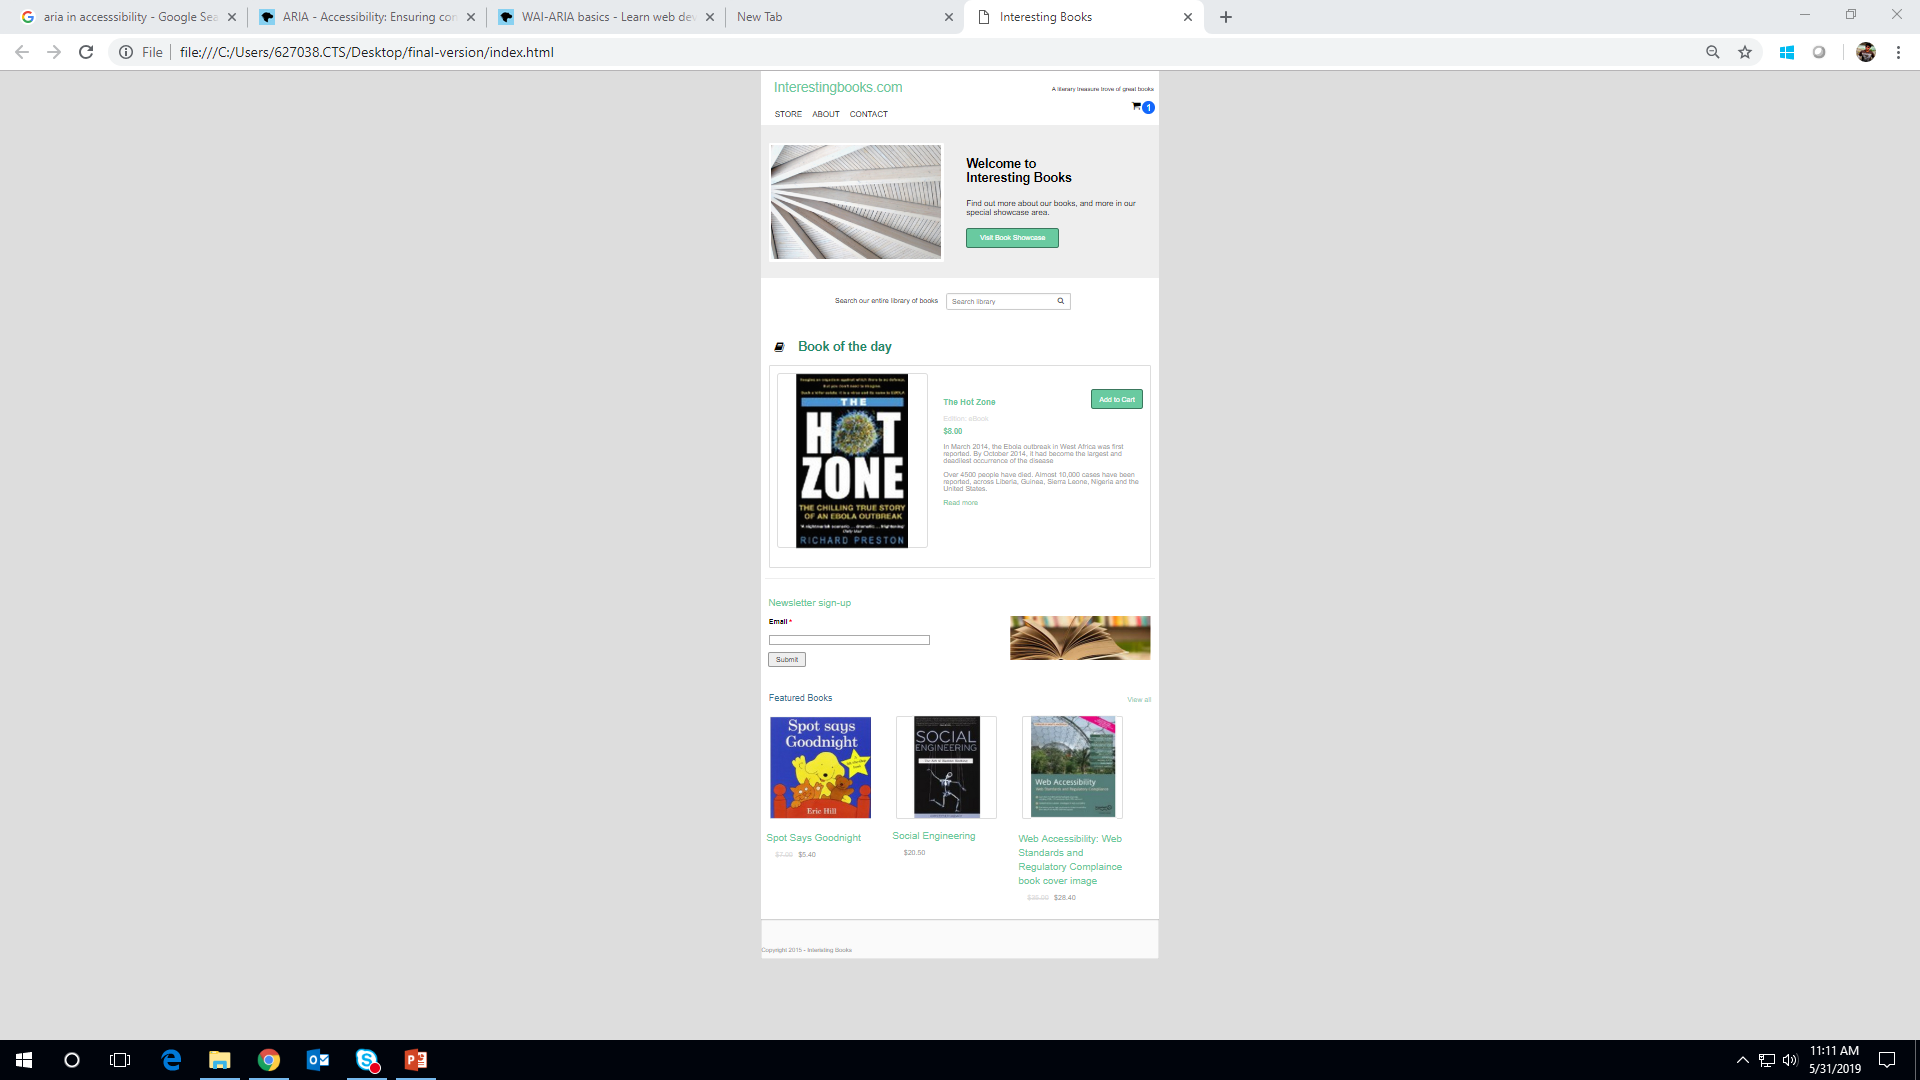 aria in accesssibility - Google Sea
ARIA - Accessibility: Ensuring con
WAI-ARIA basics - Learn web dev
New Tab
Interesting Books
File
file:///C:/Users/627038.CTS/Desktop/final-version/index.html
Interestingbooks.com
A literary treasure trove of great books
1
STORE ABOUT CONTACT
Welcome to
Interesting Books
Find out more about our books, and more in our
special showcase area.
Visit Book Showcase
Search our entire library of books
Search library
Book of the day
THE
HOT
ZONE
THE CHILLING TRUE STORY
OF AN EBOLA OUTBREAK
RICHARD PRESTON
The Hot Zone
Add to Cart
Edition: eBook
$8.00
In March 2014, the Ebola outbreak in West Africa was first
reported. By October 2014, it had become the largest and
deadliest occurrence of the disease
Over 4500 people have died. Almost 10,000 cases have been
reported, across Liberia, Guinea, Sierra Leone, Nigeria and the
United States.
Read more
Newsletter sign-up
Email *
Submit
Featured Books
View all
Spot says
Goodnight
Eric Hill
SOCIAL
ENGINEERING
Web Accessibility
Web Standards and Regulatory Compliance
Spot Says Goodnight
$7.00 $5.40
Social Engineering
$20.50
Web Accessibility: Web
Standards and
Regulatory Complaince
book cover image
$28.40
Copyright 2015 - Interesting Books
11:11 AM
5/31/2019